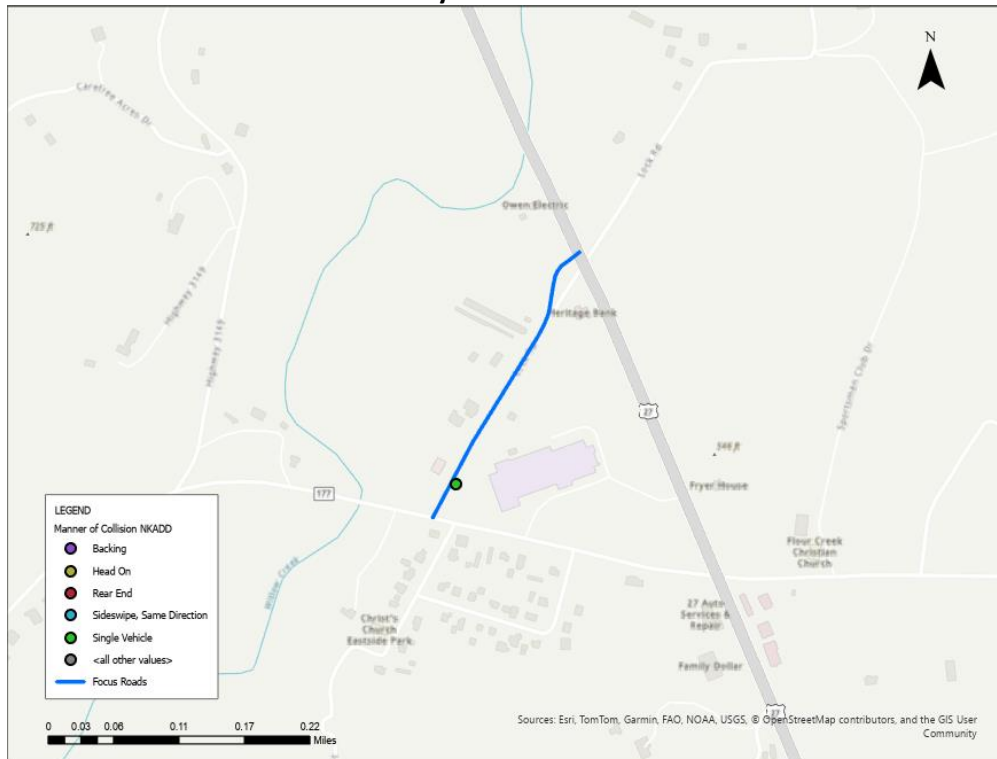 N
Carefree Acres Dr
Sock Rd
Owen Electric
725 ft
Highway 3149
Highway 3149
Heritage Bank
Sportsman Club Dr
27
546 ft
Fryer House
177
Willow Creek
Flour Creek
Christian
Church
Christ's
Church
Eastside Park
27 Auto
Services &
Repair
Family Dollar
27
LEGEND
Manner of Collision NKADD
Backing
Head On
Rear End
Sideswipe, Same Direction
Single Vehicle
<all other values>
Focus Roads
0 0.03 0.06 0.11 0.17 0.22
Miles
Sources: Esri, TomTom, Garmin, FAO, NOAA, USGS, © OpenStreetMap contributors, and the GIS User
Community